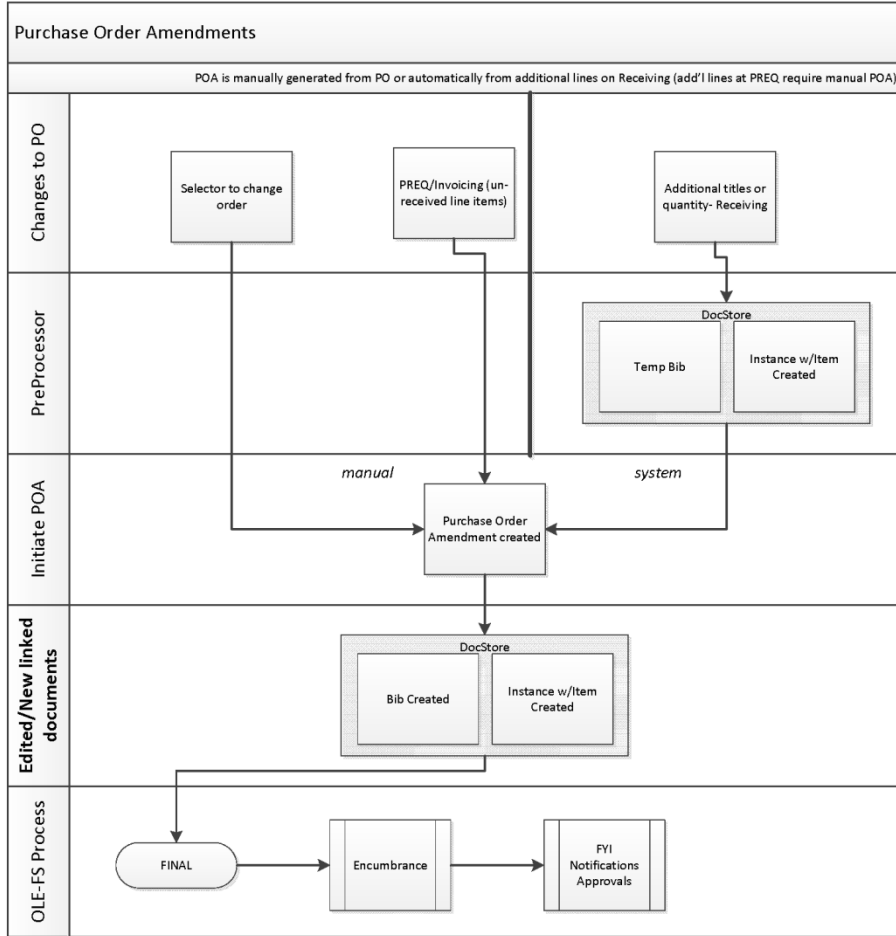 Purchase Order Amendments
POA is manually generated from PO or automatically from additional lines on Receiving (add'l lines at PREQ require manual POA)
Changes to PO
Selector to change
order
PREQ/Invoicing (un-
received line items)
Additional titles or
quantity- Receiving
PreProcessor
DocStore
Temp Bib
Instance w/Item
Created
Initiate POA
manual
system
Purchase Order
Amendment created
Edited/New linked
documents
DocStore
Bib Created
Instance w/Item
Created
OLE-FS Process
FINAL
Encumbrance
FYI
Notifications
Approvals